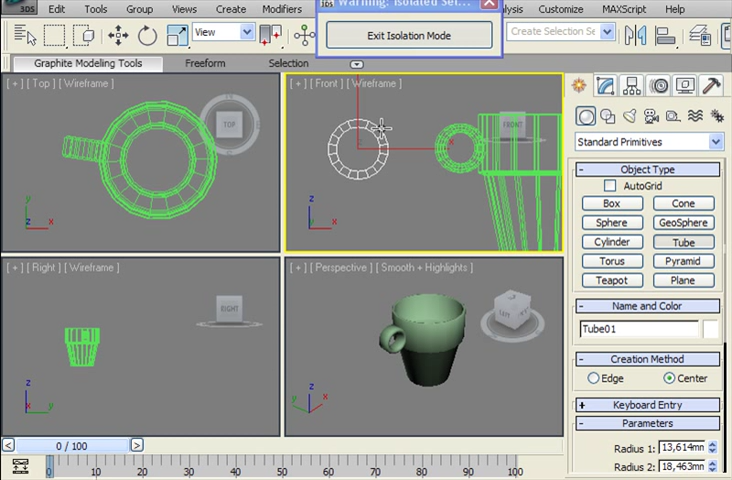 Warning: Isolated Sel...
3DS
Edit
Tools
Group
Views
Create
Modifiers
Customize
MAXScript
Help
View
Exit Isolation Mode
Create Selection Se
Graphite Modeling Tools
Freeform
Selection
[ + ] [ Top ] [ Wireframe ]
TOP
[ + ] [ Front ] [ Wireframe ]
FRONT
x
y
z
x
z
x
Standard Primitives
- Object Type
AutoGrid
Box
Cone
Sphere
GeoSphere
Cylinder
Tube
Torus
Pyramid
Teapot
Plane
[ + ] [ Right ] [ Wireframe ]
RIGHT
[ + ] [ Perspective ] [ Smooth + Highlights ]
z
x
y
z
y
x
- Name and Color
Tube01
- Creation Method
Edge
Center
+ Keyboard Entry
- Parameters
Radius 1: 13,614mm
Radius 2: 18,463mm
< 0 / 100 >
0 10 20 30 40 50 60 70 80 90 100